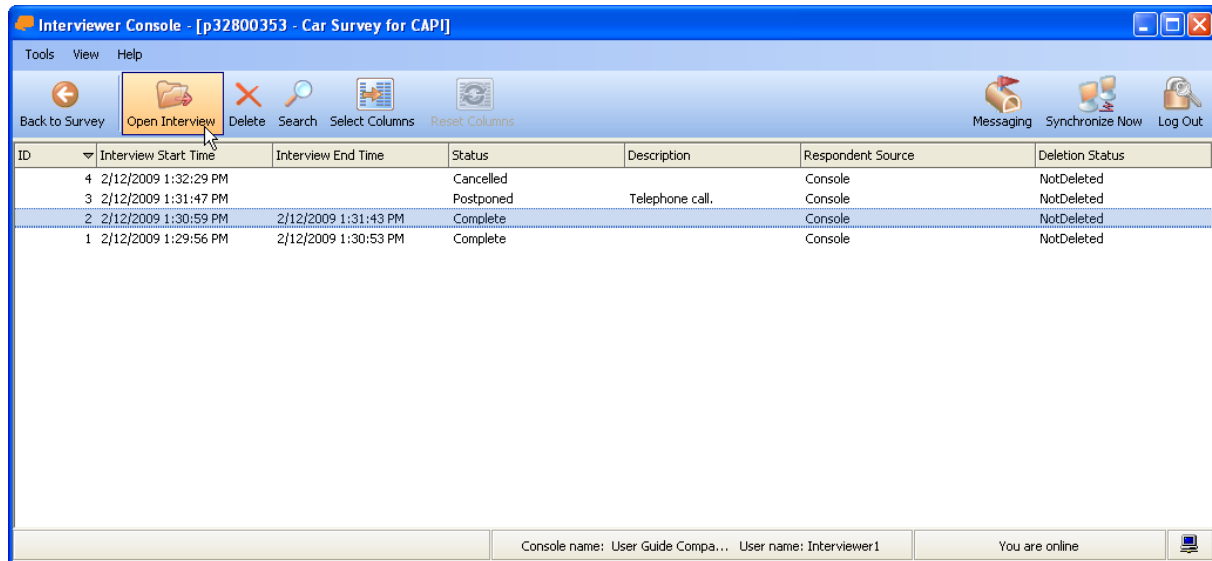 Interviewer Console - [p32800353 - Car Survey for CAPI]
Tools View Help
Back to Survey Open Interview Delete Search Select Columns Reset Columns Messaging Synchronize Now Log Out
ID Interview Start Time Interview End Time Status Description Respondent Source Deletion Status
4 2/12/2009 1:32:29 PM Cancelled Console NotDeleted
3 2/12/2009 1:31:47 PM Postponed Telephone call. Console NotDeleted
2 2/12/2009 1:30:59 PM 2/12/2009 1:31:43 PM Complete Console NotDeleted
1 2/12/2009 1:29:56 PM 2/12/2009 1:30:53 PM Complete Console NotDeleted
Console name: User Guide Compa... User name: Interviewer1 You are online